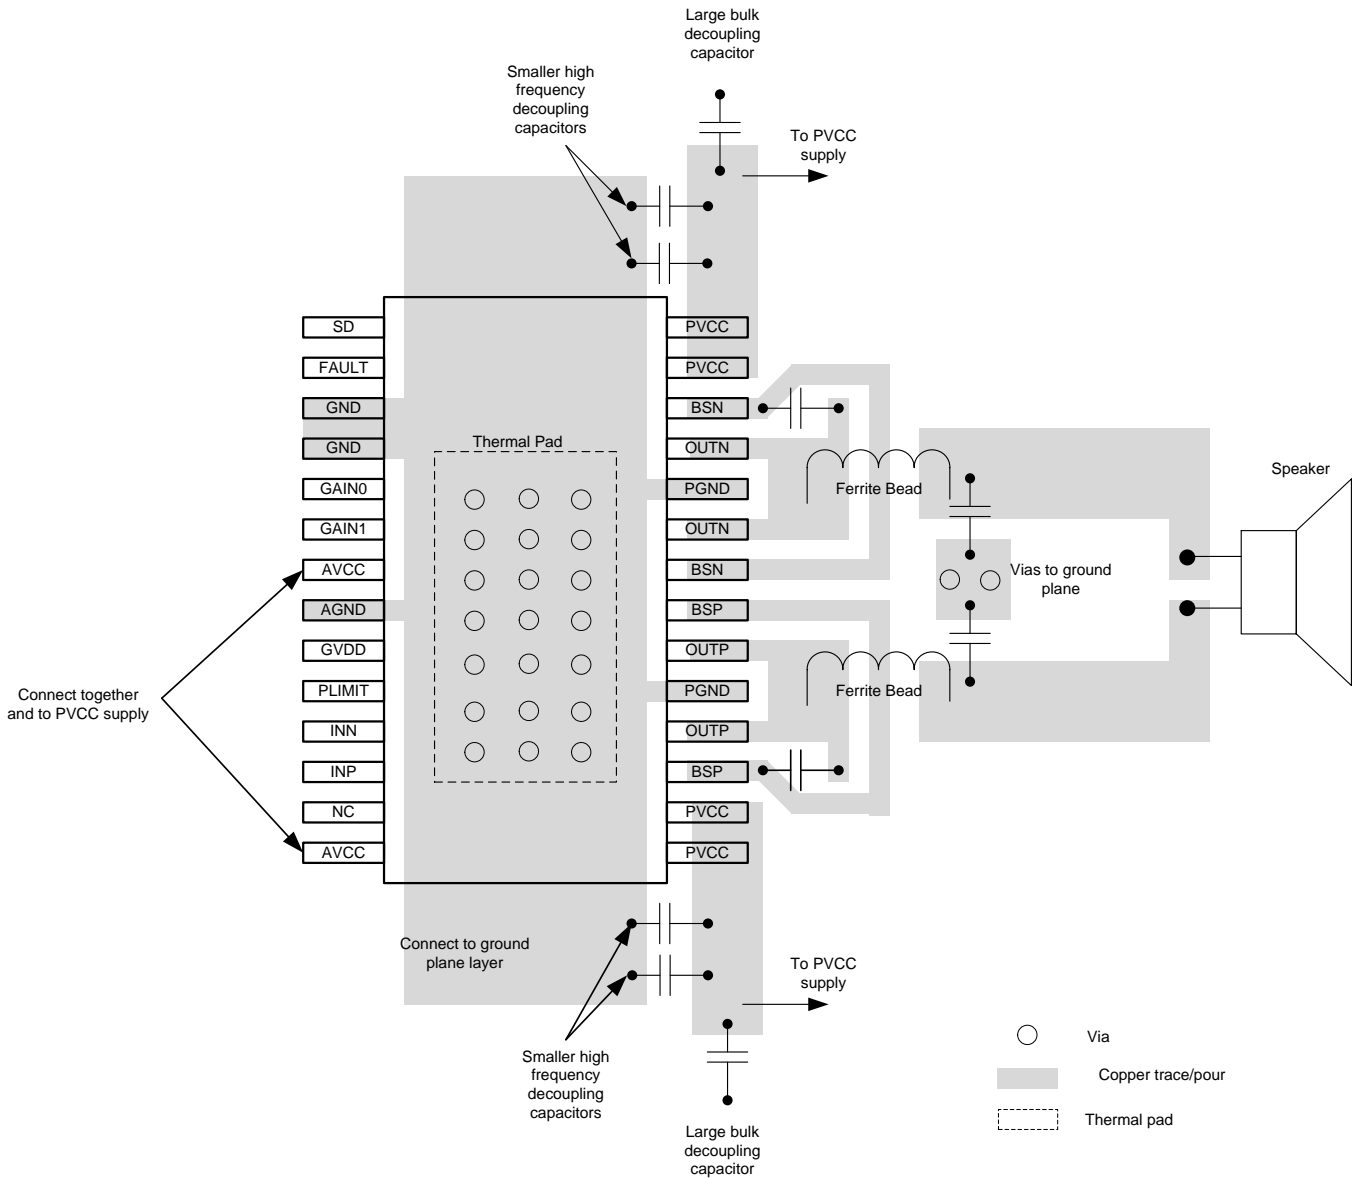 Large bulk
decoupling
capacitor
Smaller high
frequency
decoupling
capacitors
To PVCC
supply
SD
FAULT
GND
GND
GAIN0
GAIN1
AVCC
AGND
GVDD
PLIMIT
INN
INP
NC
AVCC
Thermal Pad
PVCC
PVCC
BSN
OUTN
PGND
OUTN
BSN
BSP
OUTP
PGND
OUTP
BSP
PVCC
PVCC
Ferrite Bead
Vias to ground
plane
Ferrite Bead
Speaker
Connect together
and to PVCC supply
Connect to ground
plane layer
To PVCC
supply
Smaller high
frequency
decoupling
capacitors
Large bulk
decoupling
capacitor
Via
Copper trace/pour
Thermal pad